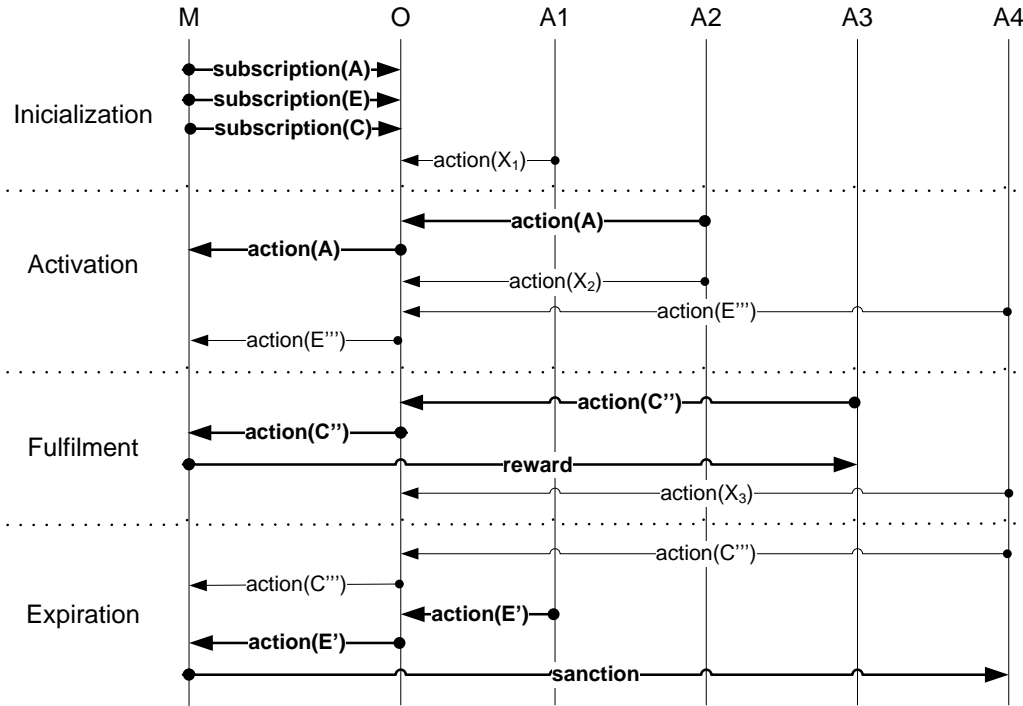 M O A1 A2 A3 A4
subscription(A)
subscription(E)
Inicialization
subscription(C)
action(X₁)
action(A)
action(A)
Activation
action(X₂)
action(E''')
action(E''')
action(C'')
action(C'')
Fulfilment
reward
action(X₃)
action(C''')
action(C''')
Expiration
action(E')
action(E')
sanction